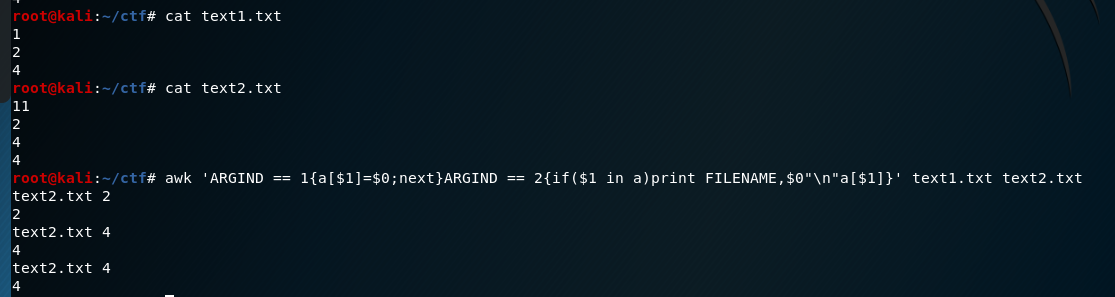 root@kali:~/ctf# cat text1.txt
1
2
4
root@kali:~/ctf# cat text2.txt
11
2
4
4
root@kali:~/ctf# awk 'ARGIND == 1{a[$1]=$0;next}ARGIND == 2{if($1 in a)print FILENAME,$0"\n"a[$1]}' text1.txt text2.txt
text2.txt 2
2
text2.txt 4
4
text2.txt 4
4